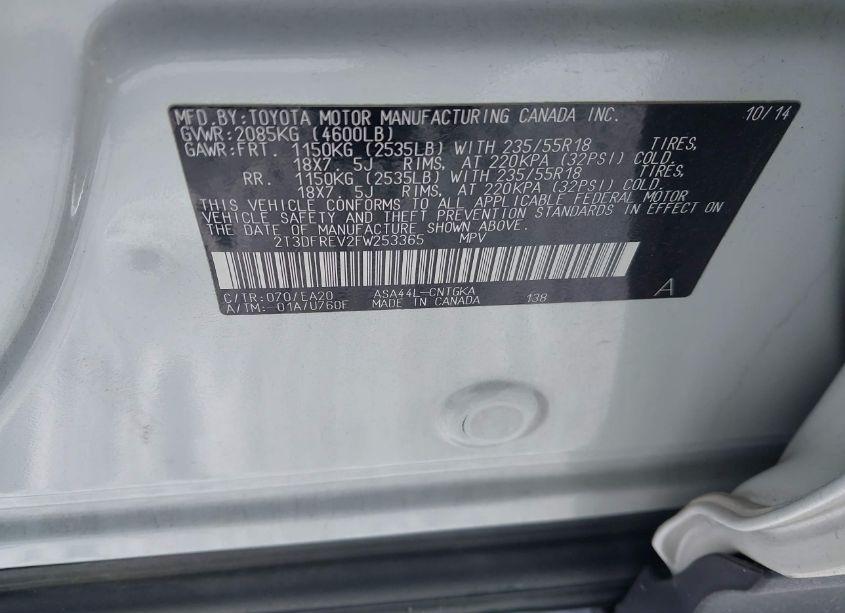 MFD.BY:TOYOTA MOTOR MANUFACTURING CANADA INC. 10/14
GVWR:2085KG (4600LB)
GAWR:FRT. 1150KG (2535LB) WITH 235/55R18 TIRES,
18X7.5J RIMS, AT 220KPA (32PSI) COLD.
RR. 1150KG (2535LB) WITH 235/55R18 TIRES,
18X7.5J RIMS, AT 220KPA (32PSI) COLD.
THIS VEHICLE CONFORMS TO ALL APPLICABLE FEDERAL MOTOR
VEHICLE SAFETY AND THEFT PREVENTION STANDARDS IN EFFECT ON
THE DATE OF MANUFACTURE SHOWN ABOVE.
2T3DFREV2FW253365 MPV
C/TR:070/EA20 ASA44L-CNTGKA
A/TM:-01A/U760F MADE IN CANADA 138 A